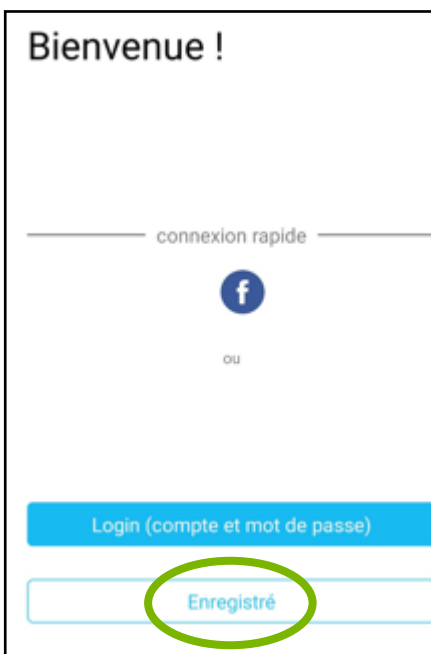 Bienvenue !
connexion rapide
f
ou
Login (compte et mot de passe)
Enregistré